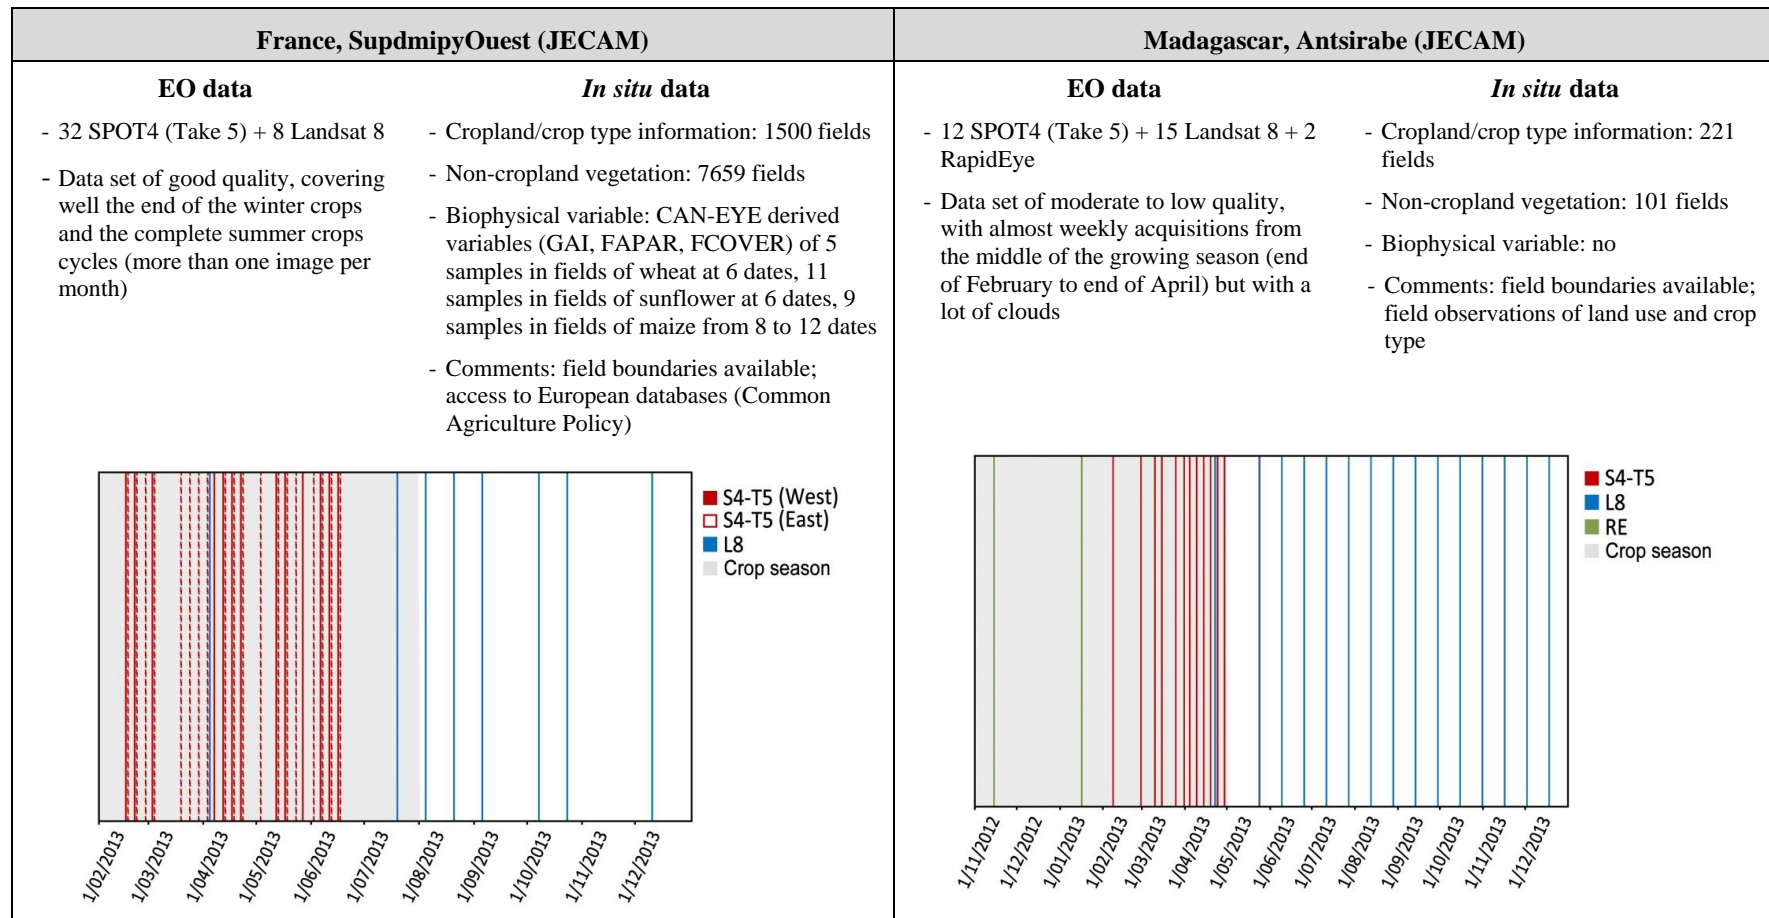 France, SupdmipyOuest (JECAM)
EO data
- 32 SPOT4 (Take 5) + 8 Landsat 8
- Data set of good quality, covering
well the end of the winter crops
and the complete summer crops
cycles (more than one image per
month)
In situ data
- Cropland/crop type information: 1500 fields
- Non-cropland vegetation: 7659 fields
- Biophysical variable: CAN-EYE derived
variables (GAI, FAPAR, FCOVER) of 5
samples in fields of wheat at 6 dates, 11
samples in fields of sunflower at 6 dates, 9
samples in fields of maize from 8 to 12 dates
- Comments: field boundaries available;
access to European databases (Common
Agriculture Policy)
S4-T5 (West)
S4-T5 (East)
L8
Crop season
1/02/2013
1/03/2013
1/04/2013
1/05/2013
1/06/2013
1/07/2013
1/08/2013
1/09/2013
1/10/2013
1/11/2013
1/12/2013
Madagascar, Antsirabe (JECAM)
EO data
- 12 SPOT4 (Take 5) + 15 Landsat 8 + 2
RapidEye
- Data set of moderate to low quality,
with almost weekly acquisitions from
the middle of the growing season (end
of February to end of April) but with a
lot of clouds
In situ data
- Cropland/crop type information: 221
fields
- Non-cropland vegetation: 101 fields
- Biophysical variable: no
- Comments: field boundaries available;
field observations of land use and crop
type
S4-T5
L8
RE
Crop season
1/11/2012
1/12/2012
1/01/2013
1/02/2013
1/03/2013
1/04/2013
1/05/2013
1/06/2013
1/07/2013
1/08/2013
1/09/2013
1/10/2013
1/11/2013
1/12/2013